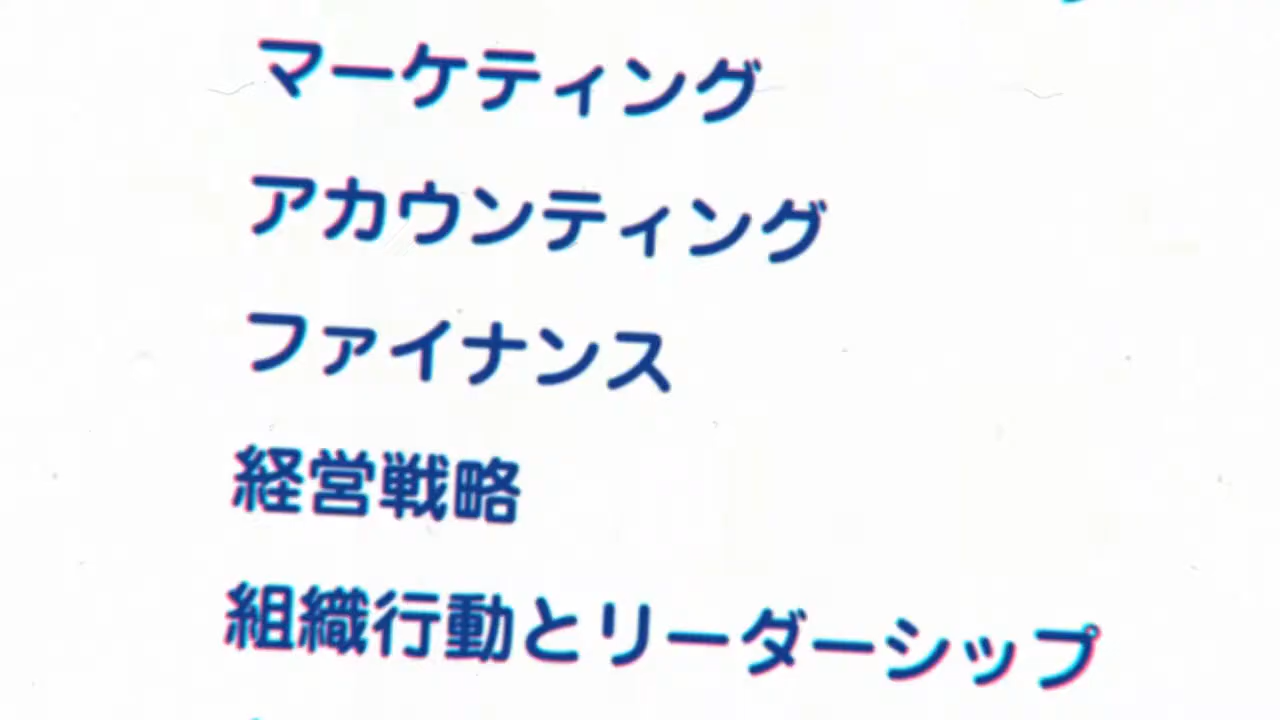 マーケティング
アカウンティング
ファイナンス
経営戦略
組織行動とリーダーシップ